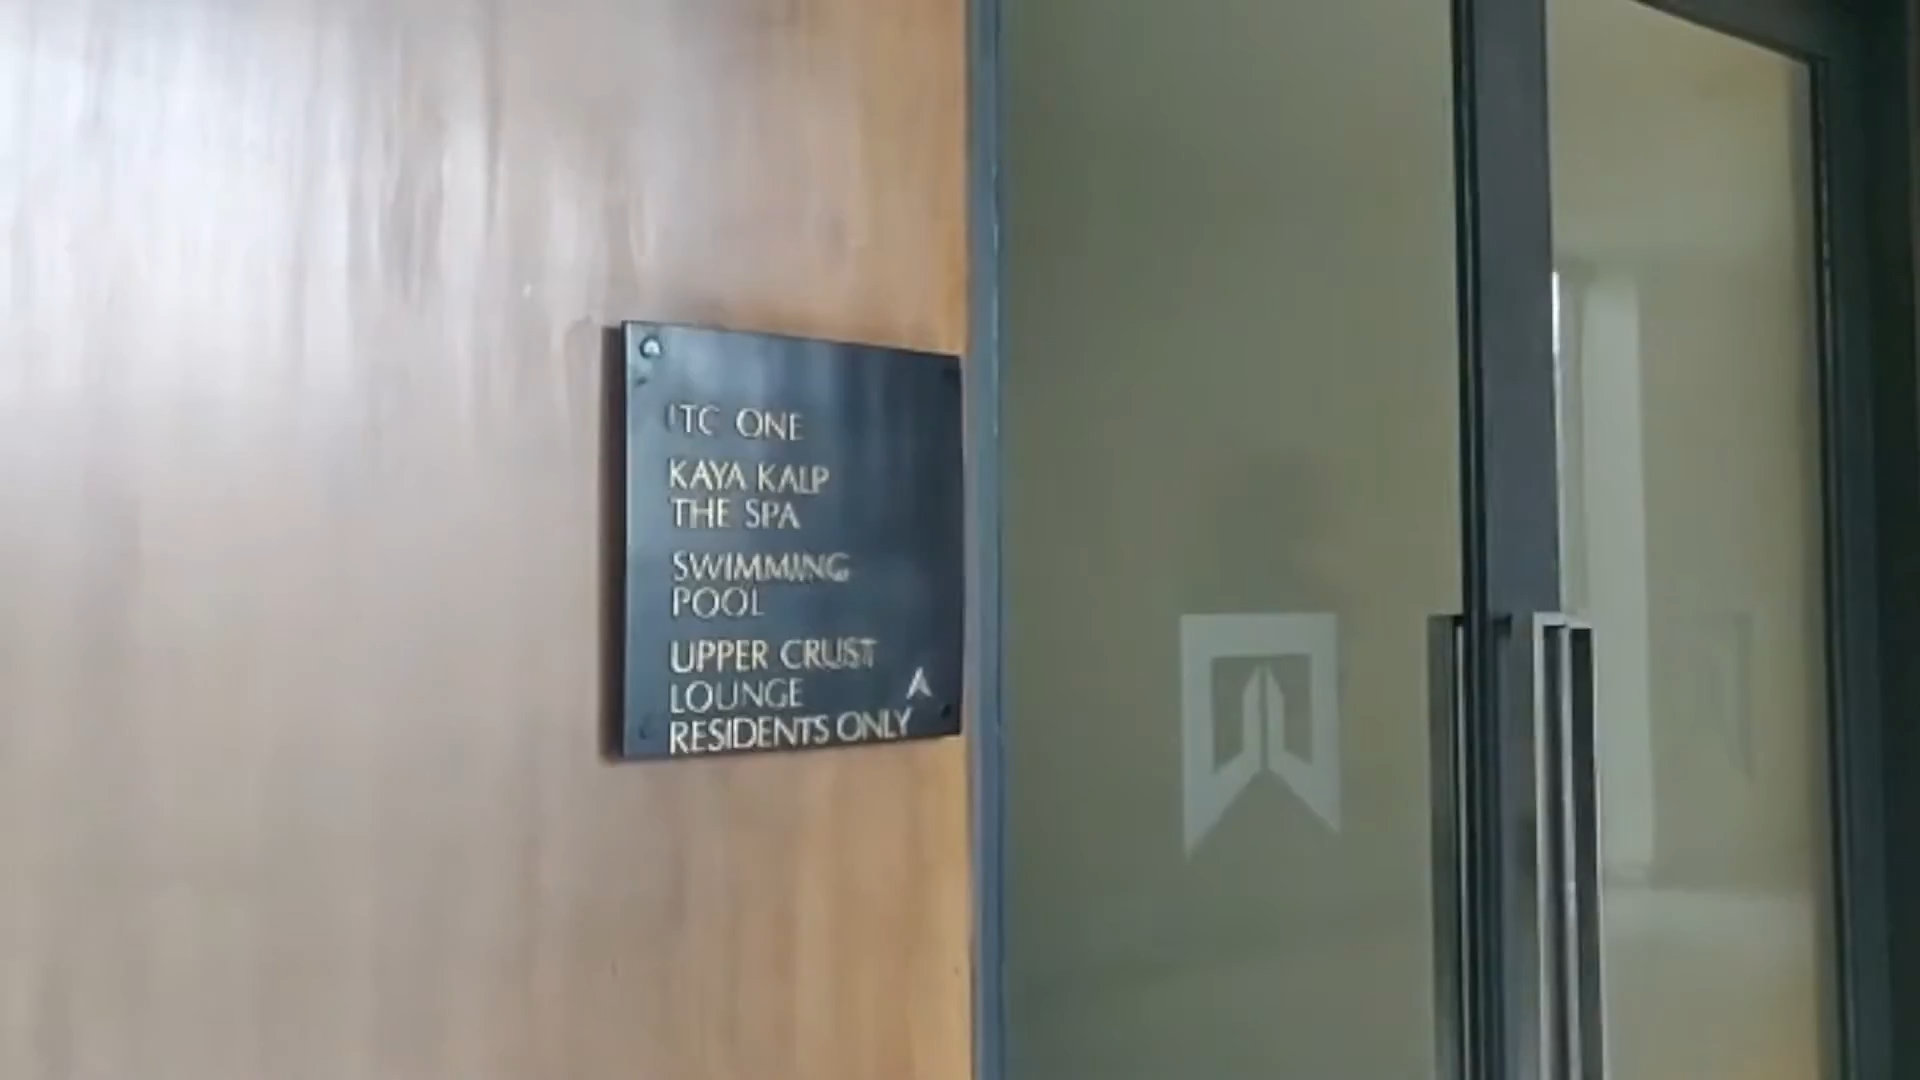 ITC ONE
KAYA KALP
THE SPA
SWIMMING
POOL
UPPER CRUST
LOUNGE
RESIDENTS ONLY